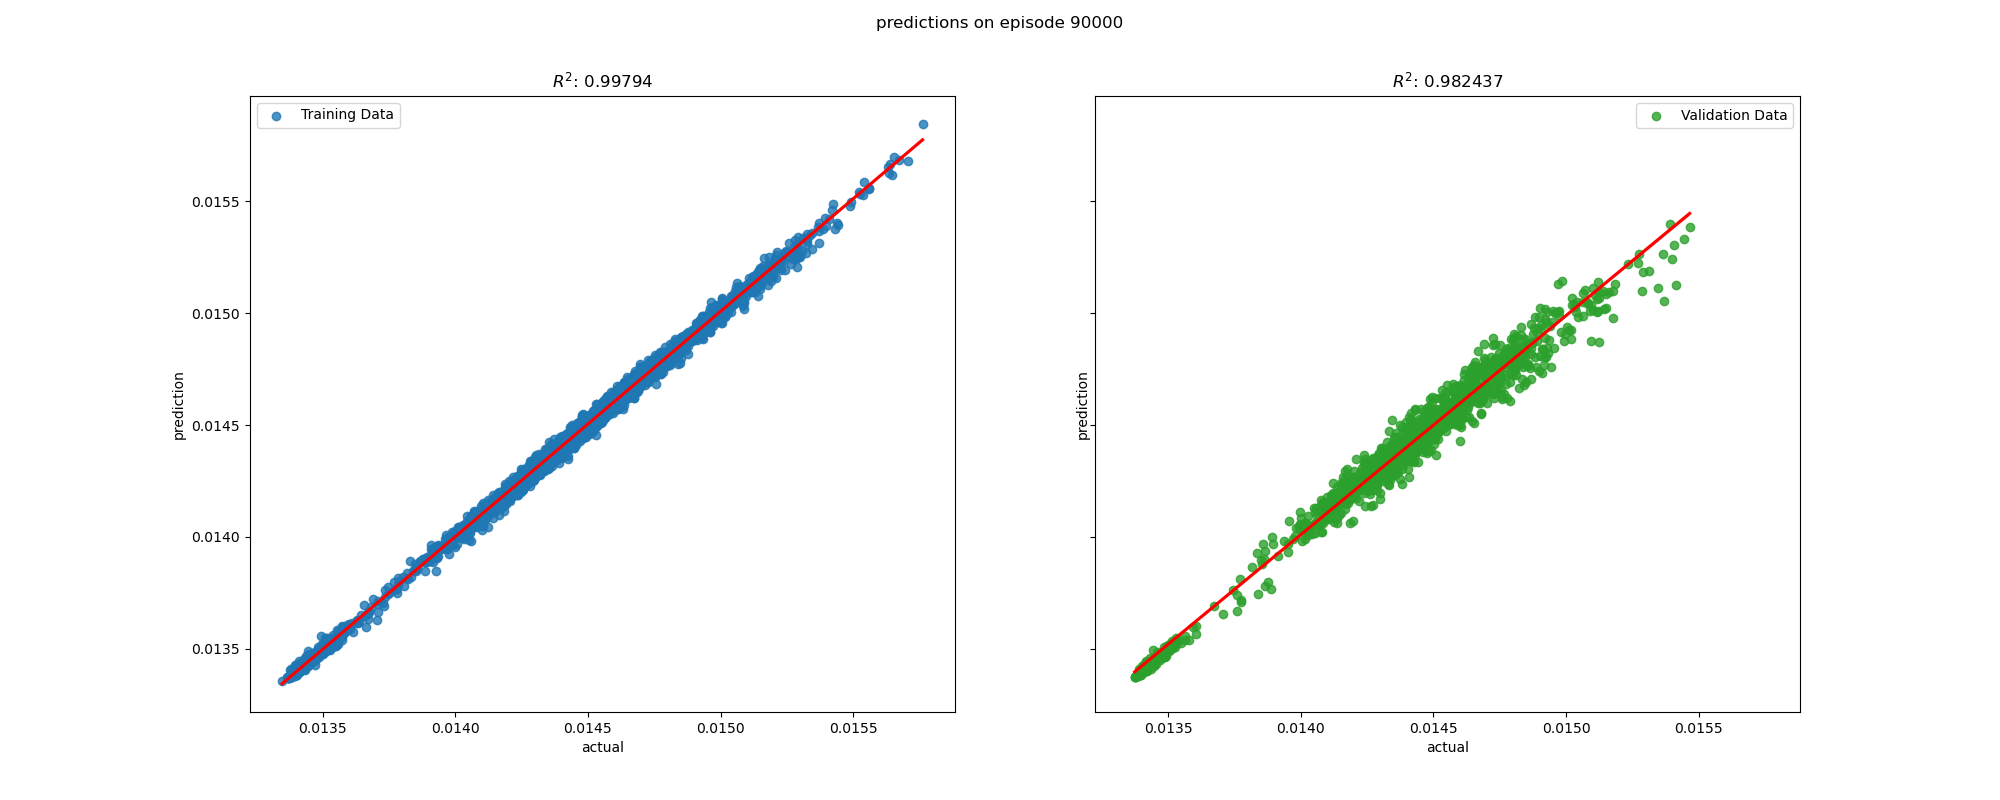 predictions on episode 90000
R²: 0.99794
Training Data
prediction
0.0155
0.0150
0.0145
0.0140
0.0135
0.0135 0.0140 0.0145 0.0150 0.0155
actual
R²: 0.982437
Validation Data
prediction
0.0135 0.0140 0.0145 0.0150 0.0155
actual